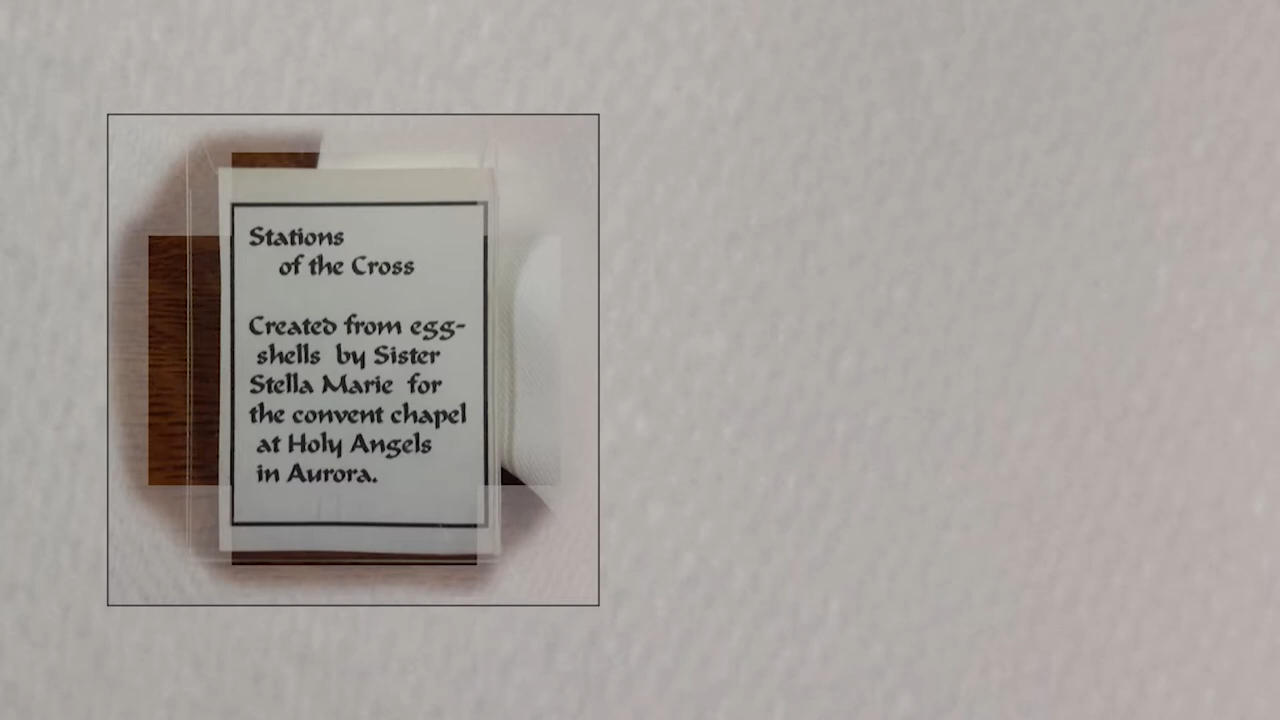 Stations
of the Cross
Created from egg-
shells by Sister
Stella Marie for
the convent chapel
at Holy Angels
in Aurora.